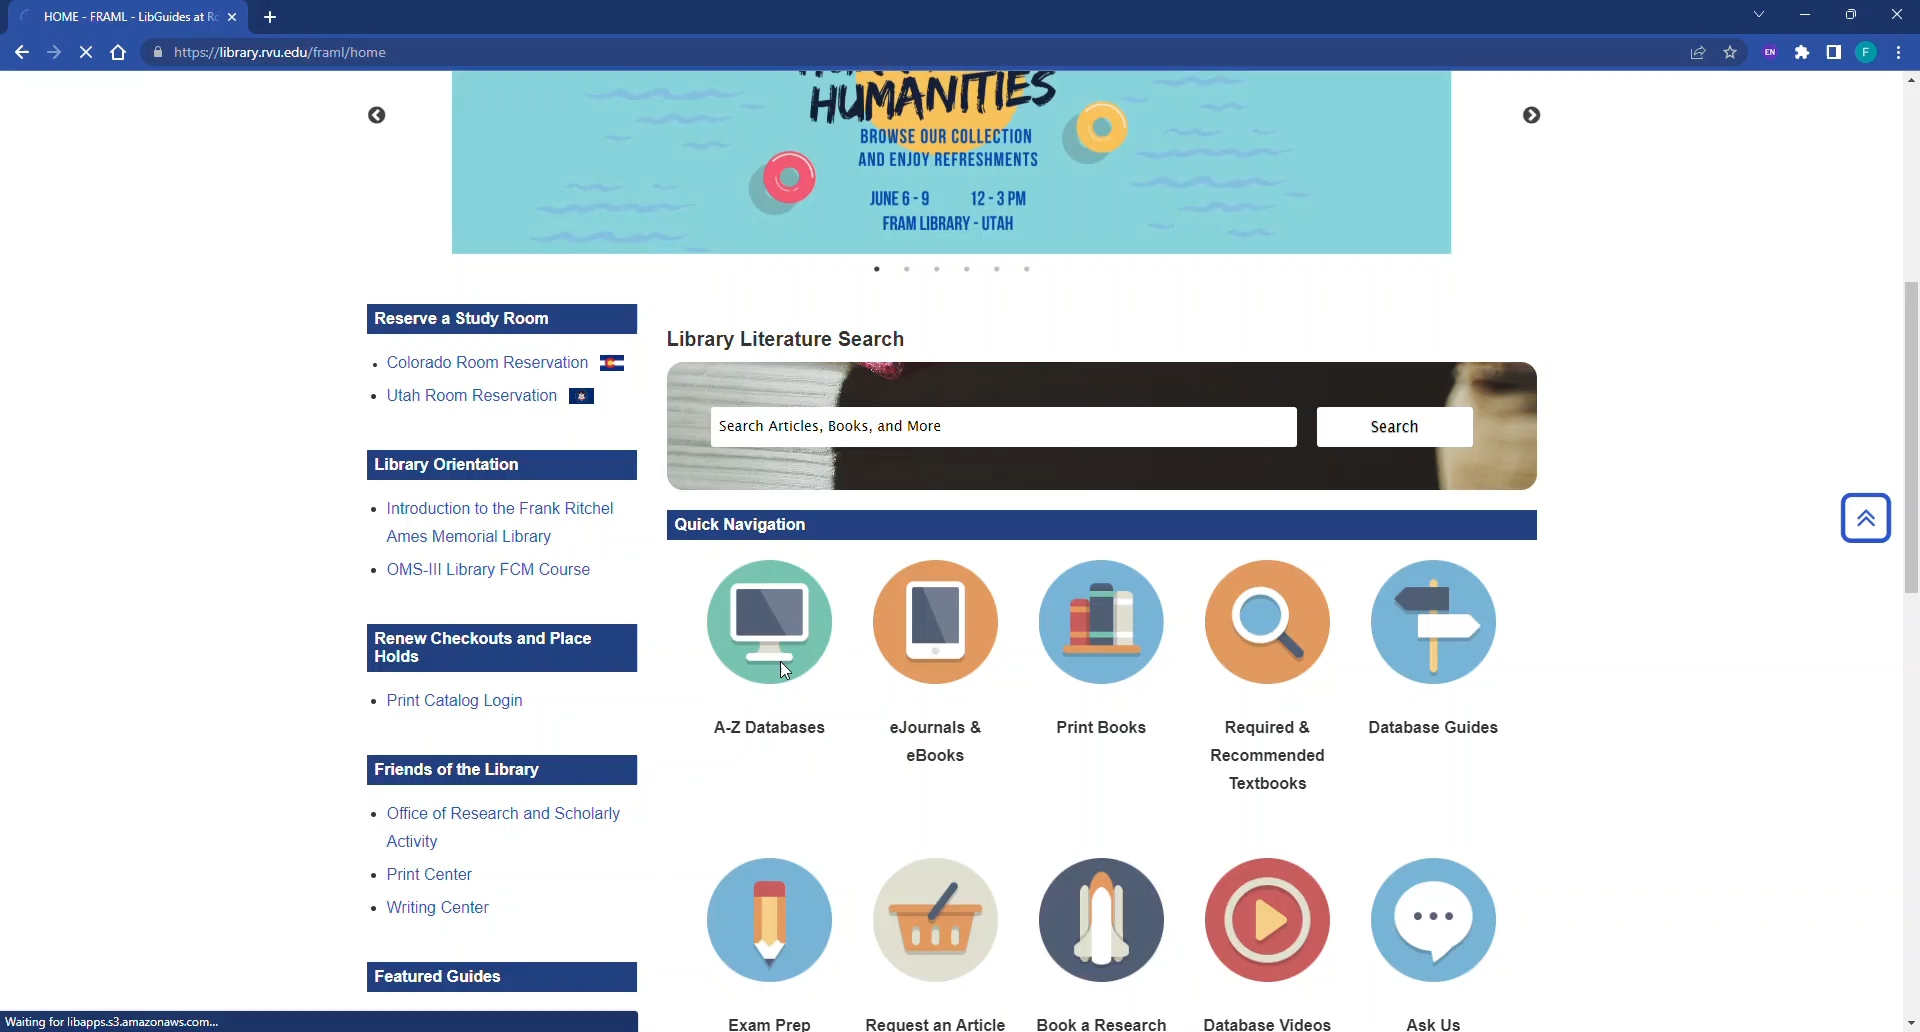 HOME - FRAML - LibGuides at Ro
https://library.rvu.edu/framl/home
EN
F
HUMANITIES
BROWSE OUR COLLECTION
AND ENJOY REFRESHMENTS
JUNE 6 - 9 12 - 3 PM
FRAM LIBRARY - UTAH
Reserve a Study Room
Colorado Room Reservation
Utah Room Reservation
Library Orientation
Introduction to the Frank Ritchel
Ames Memorial Library
OMS-III Library FCM Course
Renew Checkouts and Place
Holds
Print Catalog Login
Friends of the Library
Office of Research and Scholarly
Activity
Print Center
Writing Center
Featured Guides
Library Literature Search
Search Articles, Books, and More
Search
Quick Navigation
A-Z Databases
eJournals &
eBooks
Print Books
Required &
Recommended
Textbooks
Database Guides
Exam Prep
Request an Article
Book a Research
Database Videos
Ask Us
Waiting for libapps.s3.amazonaws.com...